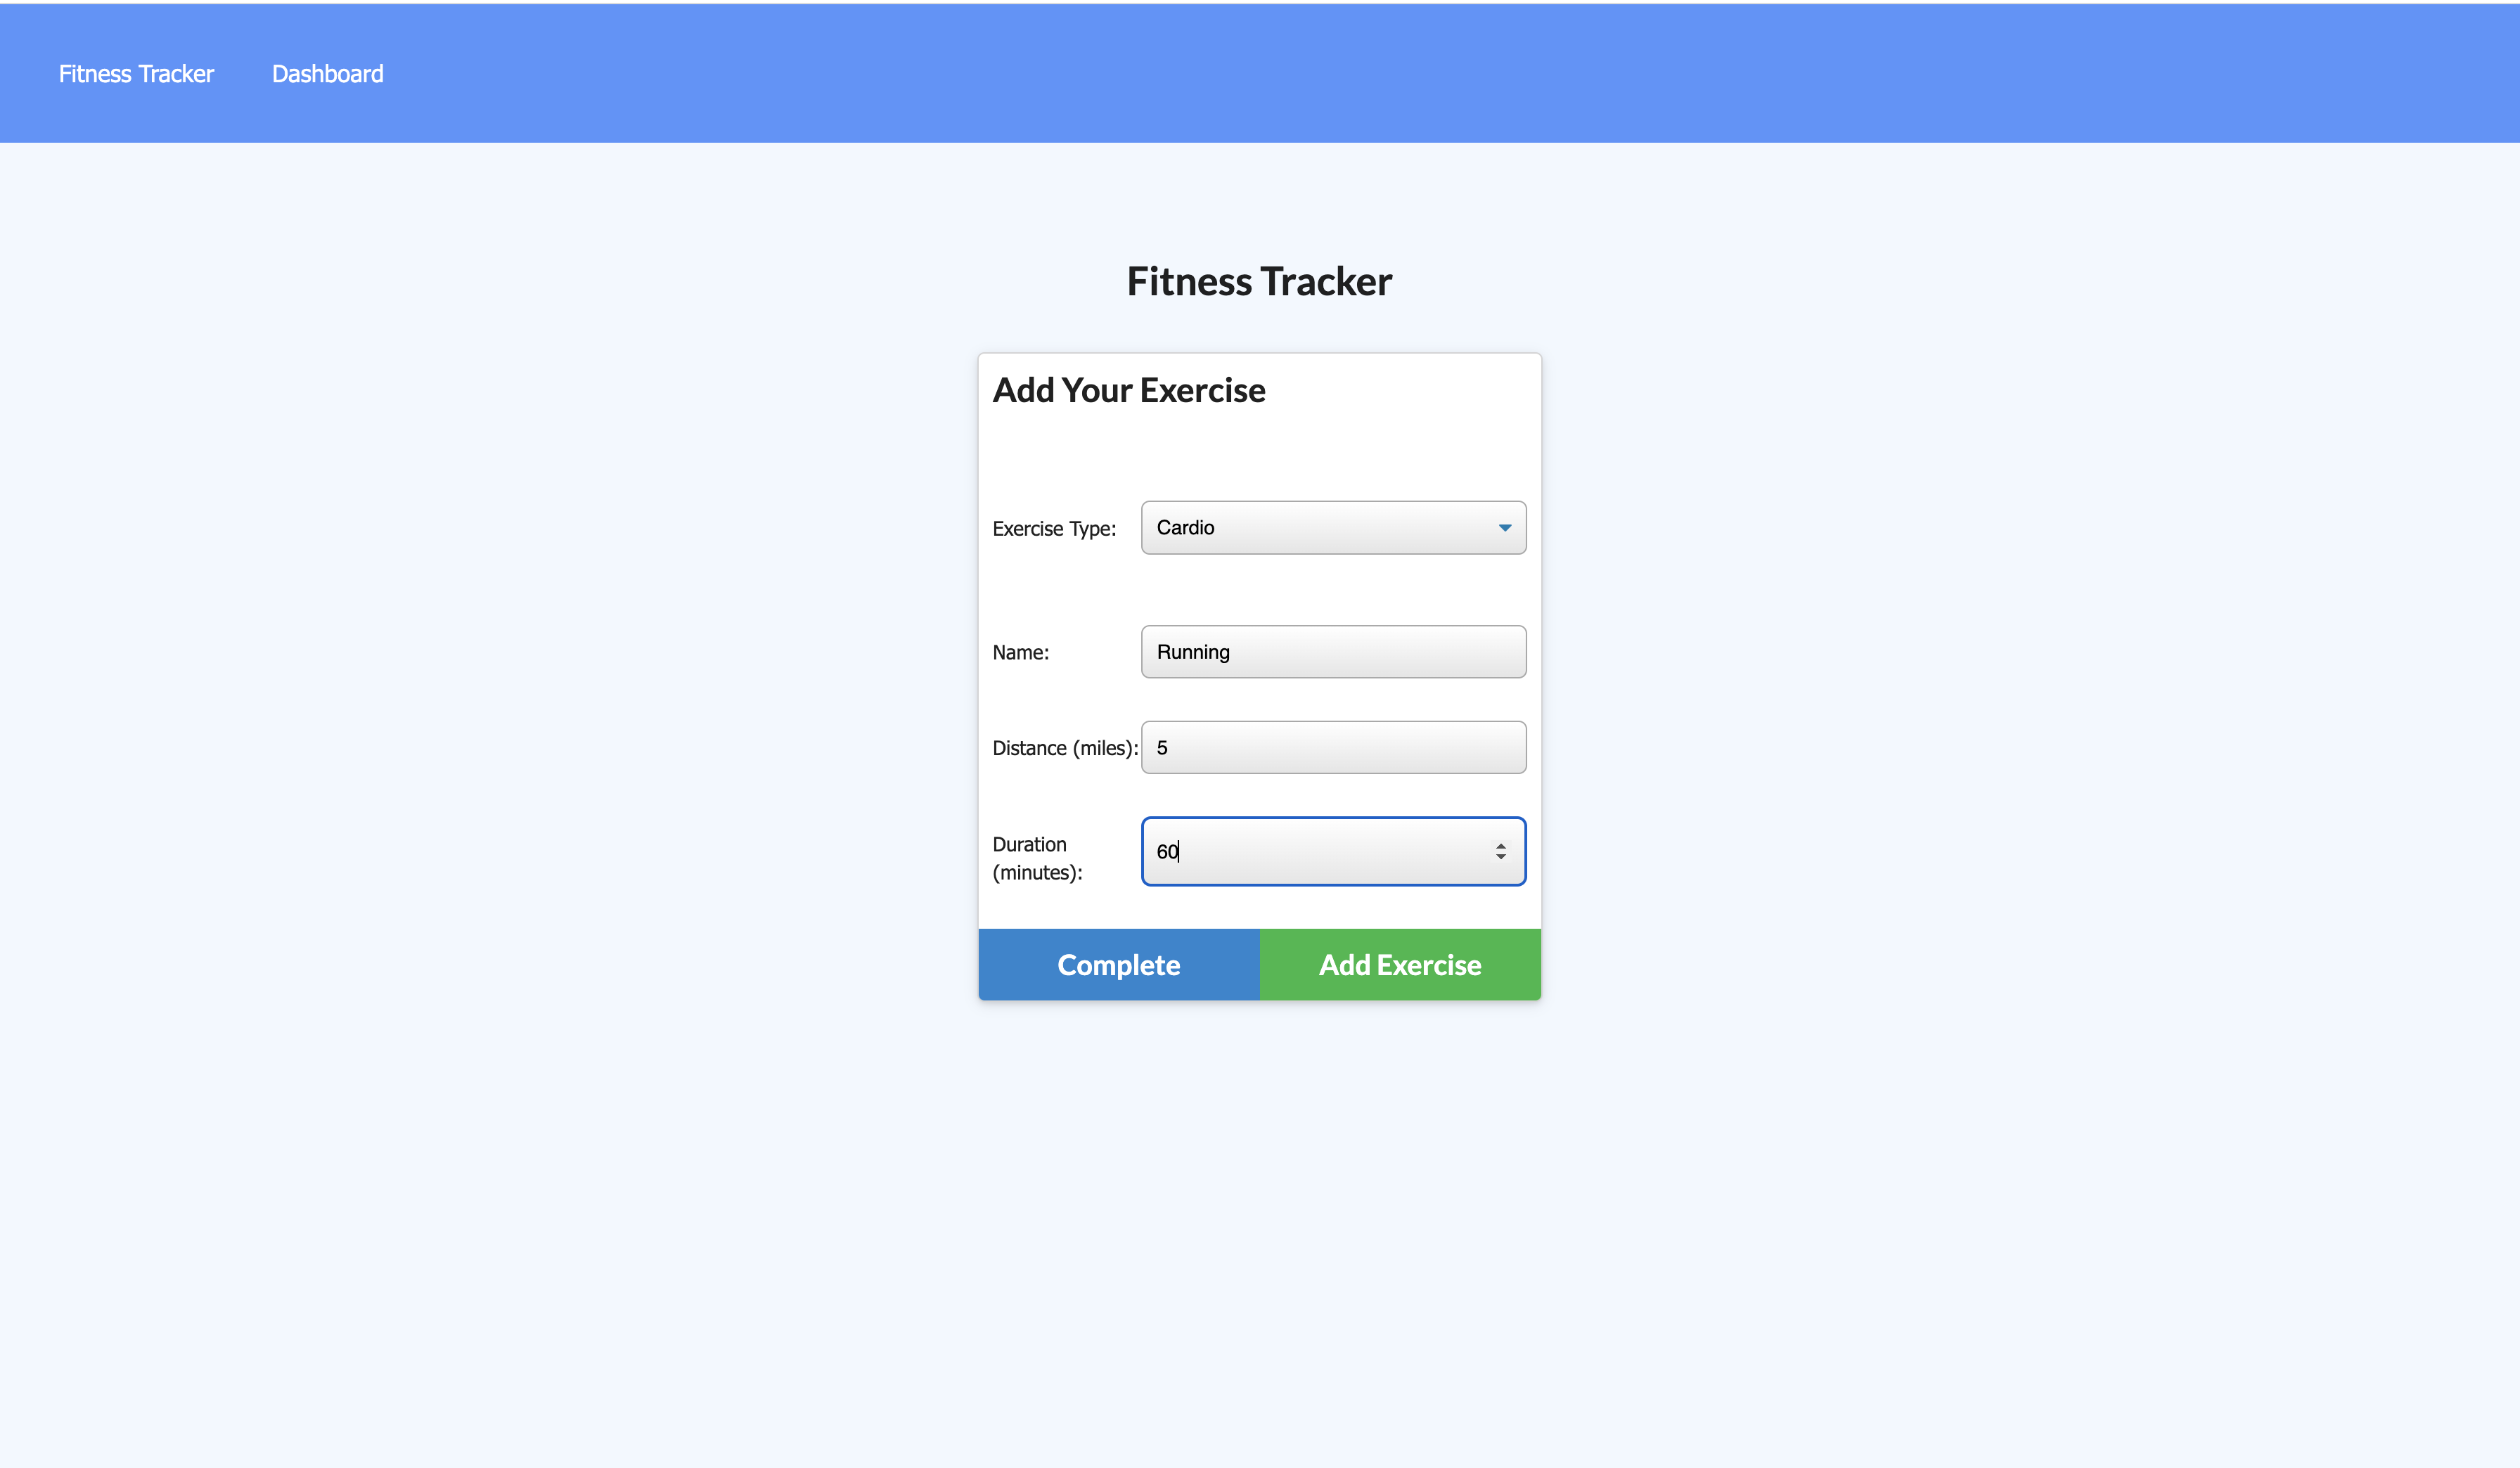 Fitness Tracker Dashboard
Fitness Tracker
Add Your Exercise
Exercise Type: Cardio
Name: Running
Distance (miles): 5
Duration
(minutes): 60
Complete Add Exercise